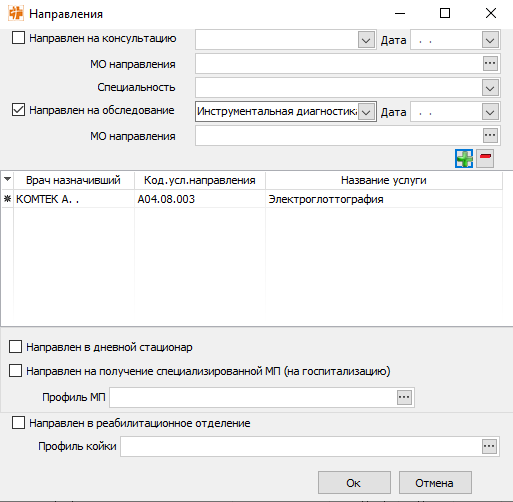 Направления
Направлен на консультацию Дата . .
МО направления ...
Специальность
Направлен на обследование Инструментальная диагностика Дата . .
МО направления ...
Врач назначивший Код.усл.направления Название услуги
КОМТЕК А. . А04.08.003 Электроглоттография
Направлен в дневной стационар
Направлен на получение специализированной МП (на госпитализацию)
Профиль МП ...
Направлен в реабилитационное отделение
Профиль койки ...
Ок Отмена